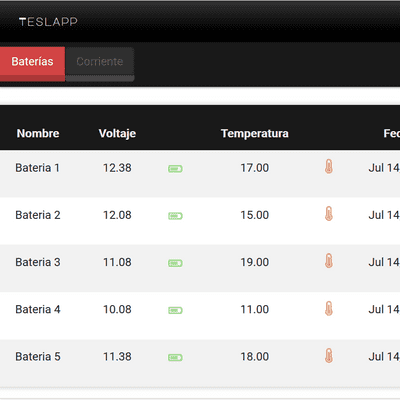 TESLAPP
Baterías Corriente
Nombre Voltaje Temperatura Fec
Bateria 1 12.38 17.00 Jul 14
Bateria 2 12.08 15.00 Jul 14
Bateria 3 11.08 19.00 Jul 14
Bateria 4 10.08 11.00 Jul 14
Bateria 5 11.38 18.00 Jul 14